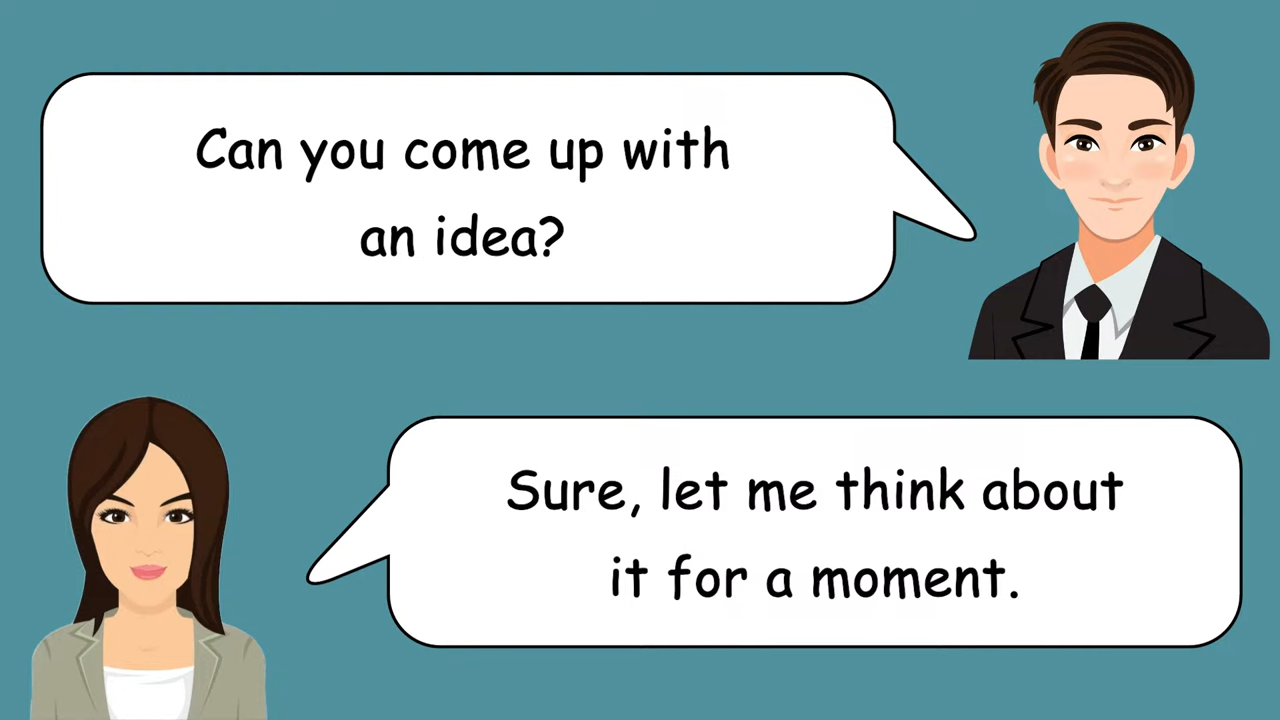 Can you come up with
an idea?
Sure, let me think about
it for a moment.